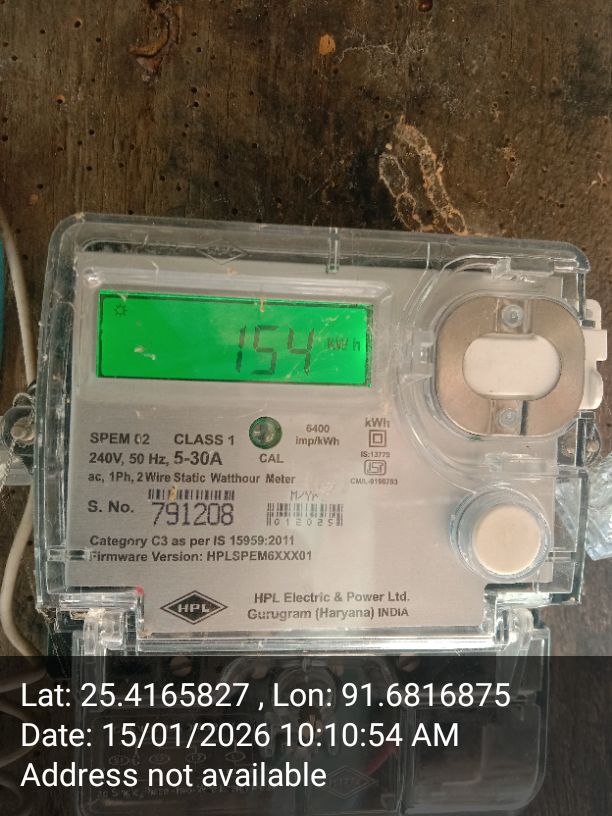 154 kWh
SPEM 02 CLASS 1
6400 imp/kWh
kWh
240V, 50 Hz, 5-30A
CAL
IS:13779
ac, 1Ph, 2 Wire Static Watthour Meter
M/Yr
S. No. 791208
012025
Category C3 as per IS 15959:2011
Firmware Version: HPLSPEM6XXX01
HPL
HPL Electric & Power Ltd.
Gurugram (Haryana) INDIA
Lat: 25.4165827 , Lon: 91.6816875
Date: 15/01/2026 10:10:54 AM
Address not available